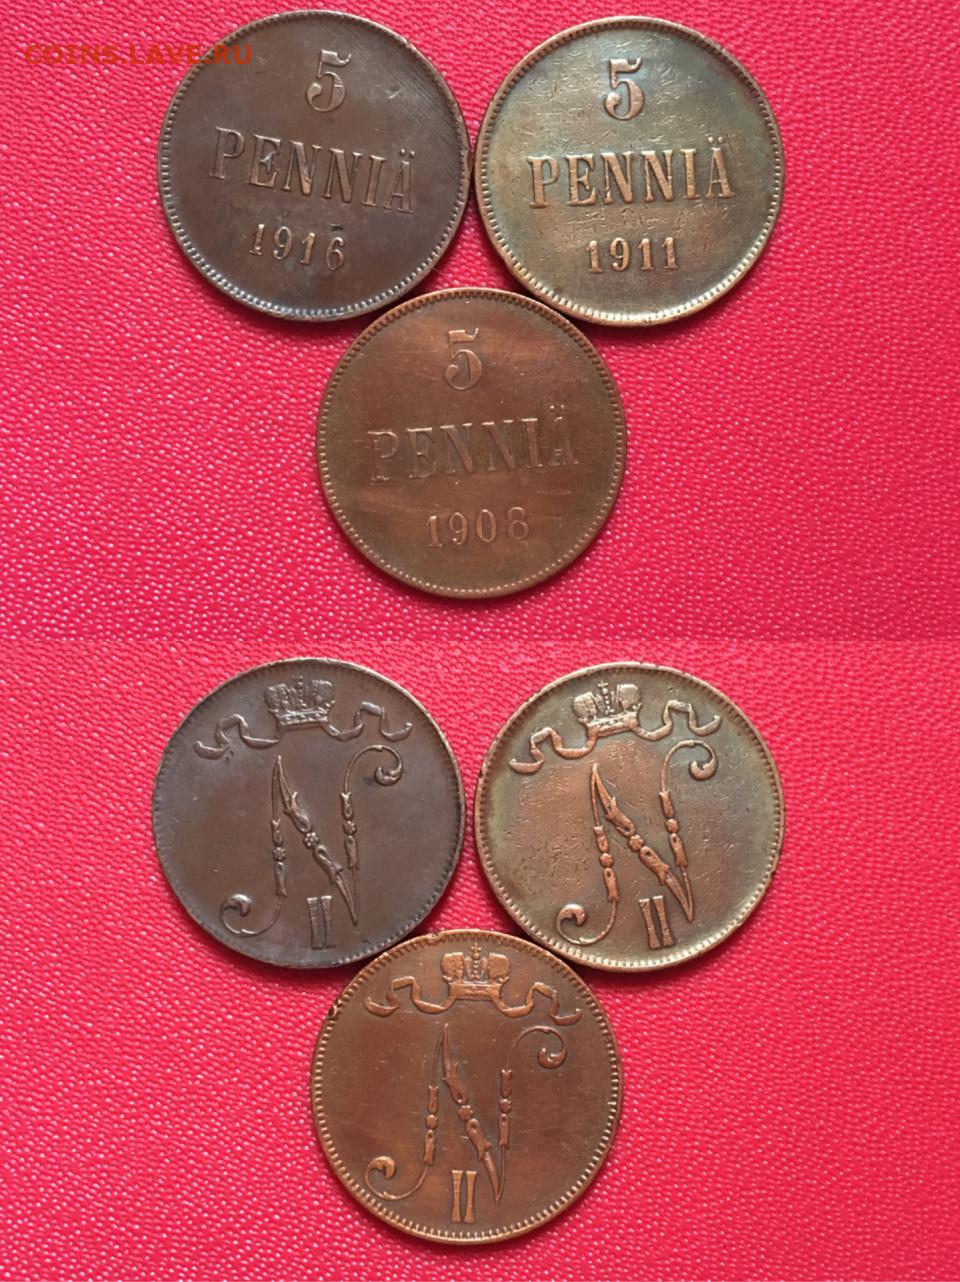 COINS.LAVE.RU
5
PENNIÄ
1916
5
PENNIÄ
1911
5
PENNIÄ
1908
N
II
N
II
N
II